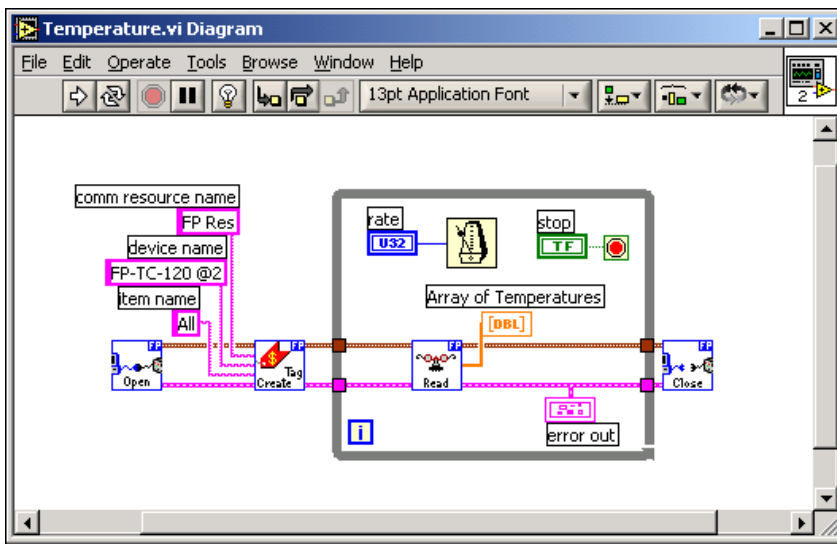 Temperature.vi Diagram
File Edit Operate Tools Browse Window Help
13pt Application Font
2
comm resource name
FP Res
device name
FP-TC-120 @2
item name
All
FP
Open
FP
$
Tag
Create
rate
U32
stop
TF
Array of Temperatures
[DBL]
FP
Read
error out
i
FP
Close